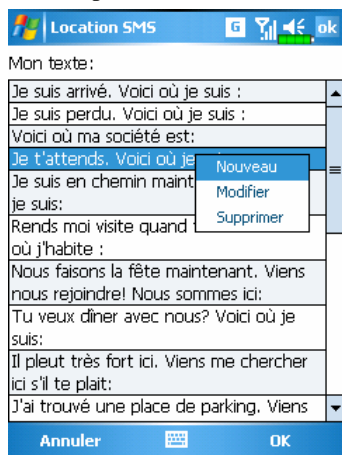 Location SMS G ok
Mon texte:
Je suis arrivé. Voici où je suis :
Je suis perdu. Voici où je suis :
Voici où ma société est:
Je t'attends. Voici où je
Nouveau
Modifier
Supprimer
Je suis en chemin maint
je suis:
Rends moi visite quand
où j'habite :
Nous faisons la fête maintenant. Viens
nous rejoindre! Nous sommes ici:
Tu veux dîner avec nous? Voici où je
suis:
Il pleut très fort ici. Viens me chercher
ici s'il te plait:
J'ai trouvé une place de parking. Viens
Annuler OK